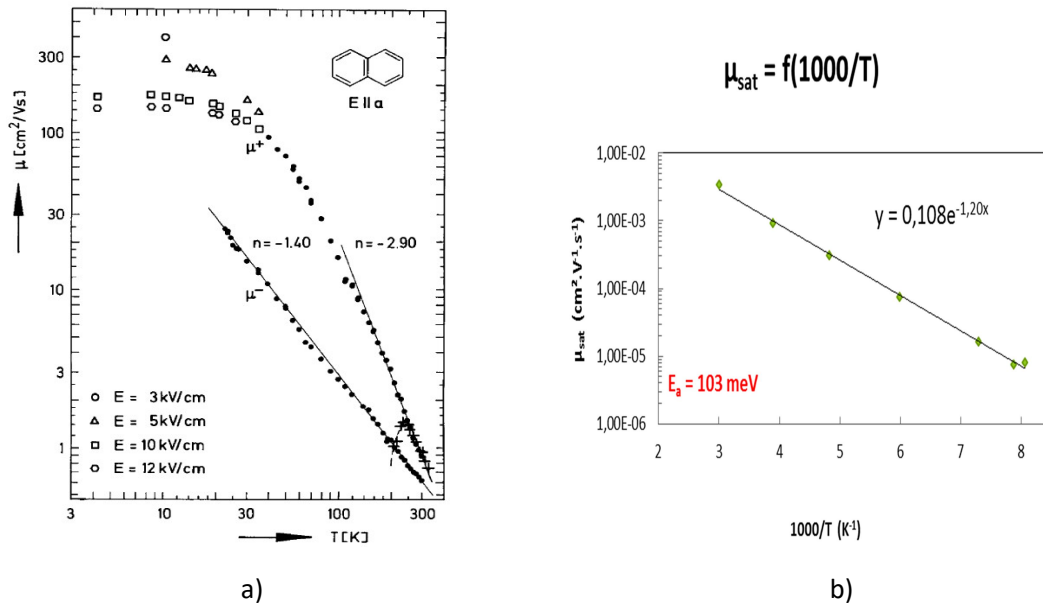 300
100
30
10
3
1
μ [cm²/Vs]
E II a
μ⁺
n = −1.40
n = −2.90
μ⁻
E = 3 kV/cm
E = 5 kV/cm
E = 10 kV/cm
E = 12 kV/cm
3
10
30
100
300
T [K]
a)
μsat = f(1000/T)
1,00E-02
1,00E-03
1,00E-04
1,00E-05
1,00E-06
μsat (cm².V⁻¹.s⁻¹)
y = 0,108e⁻¹,²⁰ˣ
Ea = 103 meV
2
3
4
5
6
7
8
1000/T (K⁻¹)
b)